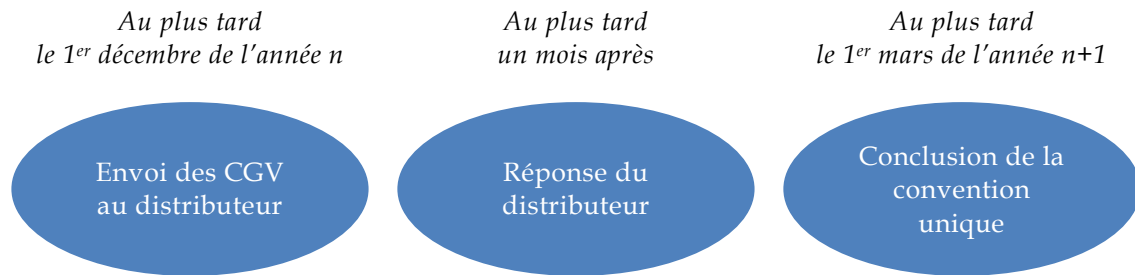 Au plus tard
le 1er décembre de l’année n
Au plus tard
un mois après
Au plus tard
le 1er mars de l’année n+1
Envoi des CGV
au distributeur
Réponse du
distributeur
Conclusion de la
convention
unique